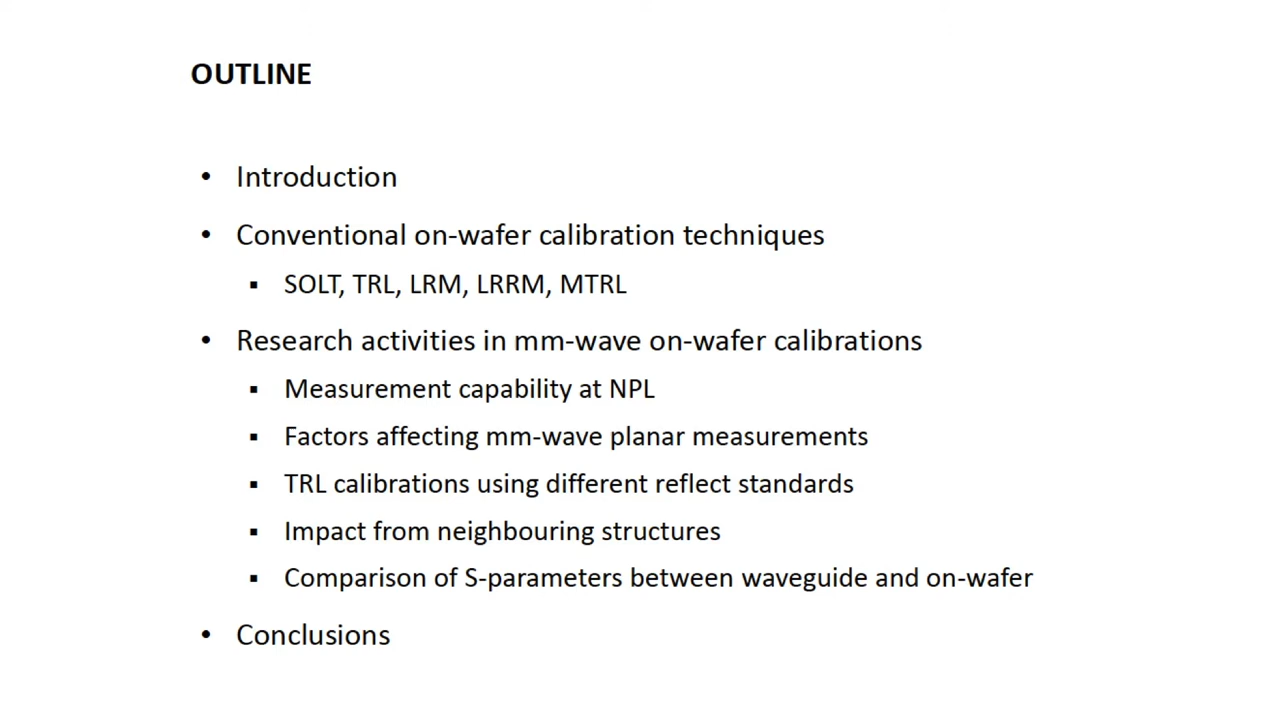 OUTLINE
• Introduction
• Conventional on-wafer calibration techniques
▪ SOLT, TRL, LRM, LRRM, MTRL
• Research activities in mm-wave on-wafer calibrations
▪ Measurement capability at NPL
▪ Factors affecting mm-wave planar measurements
▪ TRL calibrations using different reflect standards
▪ Impact from neighbouring structures
▪ Comparison of S-parameters between waveguide and on-wafer
• Conclusions